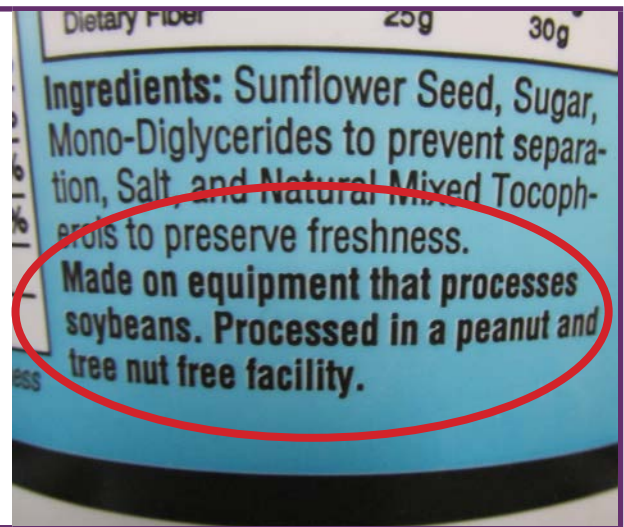 Dietary Fiber 25g 30g
Ingredients: Sunflower Seed, Sugar,
Mono-Diglycerides to prevent separa-
tion, Salt, and Natural Mixed Tocoph-
erols to preserve freshness.
Made on equipment that processes
soybeans. Processed in a peanut and
tree nut free facility.